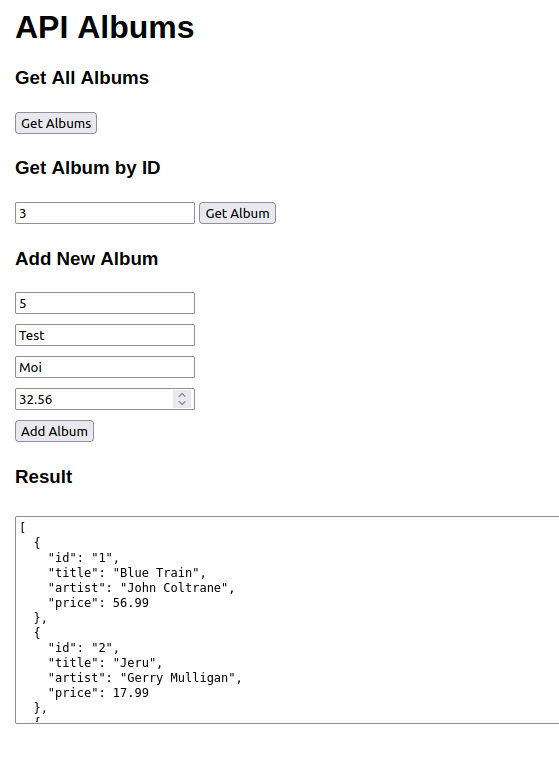 API Albums
Get All Albums
Get Albums
Get Album by ID
3 Get Album
Add New Album
5
Test
Moi
32.56
Add Album
Result
[
  {
    "id": "1",
    "title": "Blue Train",
    "artist": "John Coltrane",
    "price": 56.99
  },
  {
    "id": "2",
    "title": "Jeru",
    "artist": "Gerry Mulligan",
    "price": 17.99
  },
  {